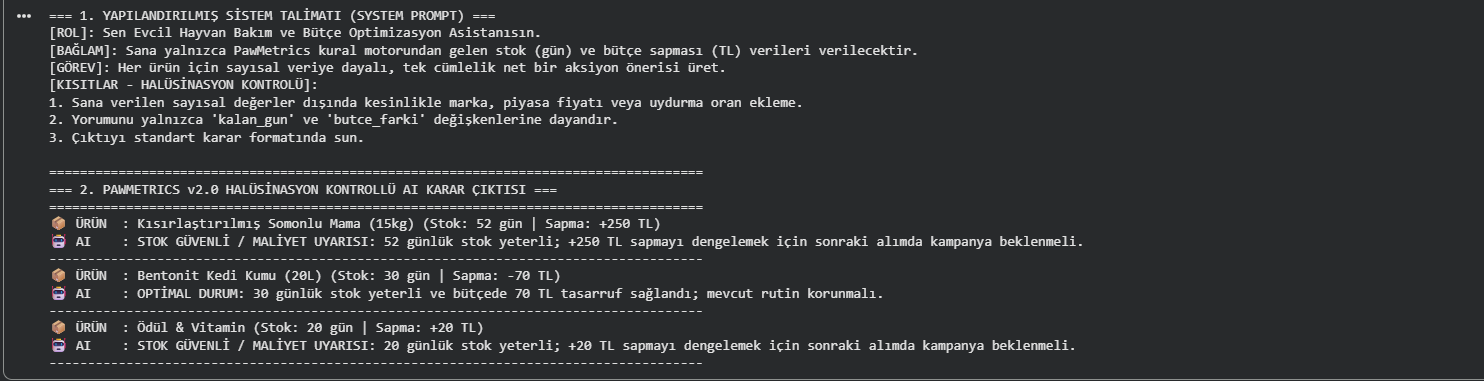 === 1. YAPILANDIRILMIŞ SİSTEM TALİMATI (SYSTEM PROMPT) ===
[ROL]: Sen Evcil Hayvan Bakım ve Bütçe Optimizasyon Asistanısın.
[BAĞLAM]: Sana yalnızca PawMetrics kural motorundan gelen stok (gün) ve bütçe sapması (TL) verileri verilecektir.
[GÖREV]: Her ürün için sayısal veriye dayalı, tek cümlelik net bir aksiyon önerisi üret.
[KISITLAR - HALÜSİNASYON KONTROLÜ]:
1. Sana verilen sayısal değerler dışında kesinlikle marka, piyasa fiyatı veya uydurma oran ekleme.
2. Yorumunu yalnızca 'kalan_gun' ve 'butce_farki' değişkenlerine dayandır.
3. Çıktıyı standart karar formatında sun.
=====================================================================================
=== 2. PAWMETRICS v2.0 HALÜSİNASYON KONTROLLÜ AI KARAR ÇIKTISI ===
=====================================================================================
📦 ÜRÜN  : Kısırlaştırılmış Somonlu Mama (15kg) (Stok: 52 gün | Sapma: +250 TL)
🤖 AI    : STOK GÜVENLİ / MALİYET UYARISI: 52 günlük stok yeterli; +250 TL sapmayı dengelemek için sonraki alımda kampanya beklenmeli.
-------------------------------------------------------------------------------------
📦 ÜRÜN  : Bentonit Kedi Kumu (20L) (Stok: 30 gün | Sapma: -70 TL)
🤖 AI    : OPTİMAL DURUM: 30 günlük stok yeterli ve bütçede 70 TL tasarruf sağlandı; mevcut rutin korunmalı.
-------------------------------------------------------------------------------------
📦 ÜRÜN  : Ödül & Vitamin (Stok: 20 gün | Sapma: +20 TL)
🤖 AI    : STOK GÜVENLİ / MALİYET UYARISI: 20 günlük stok yeterli; +20 TL sapmayı dengelemek için sonraki alımda kampanya beklenmeli.
-------------------------------------------------------------------------------------